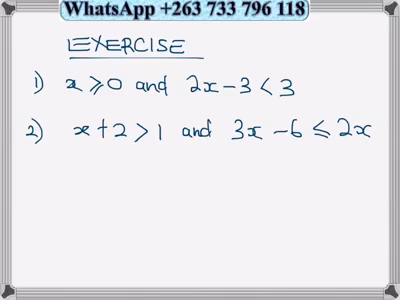 WhatsApp +263 733 796 118
EXERCISE
1) x ⩾ 0 and 2x - 3 < 3
2) x + 2 > 1 and 3x - 6 ≤ 2x